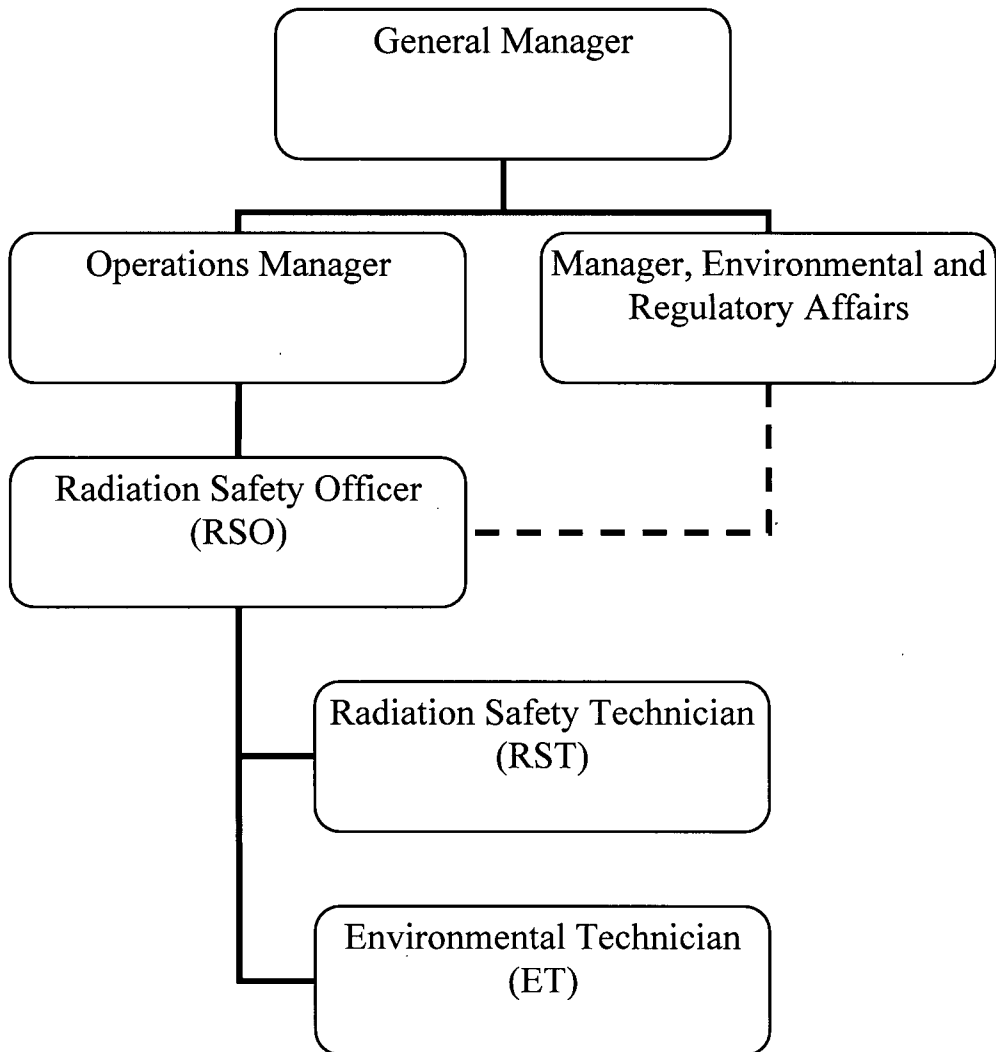 General Manager
Operations Manager
Manager, Environmental and
Regulatory Affairs
Radiation Safety Officer
(RSO)
Radiation Safety Technician
(RST)
Environmental Technician
(ET)